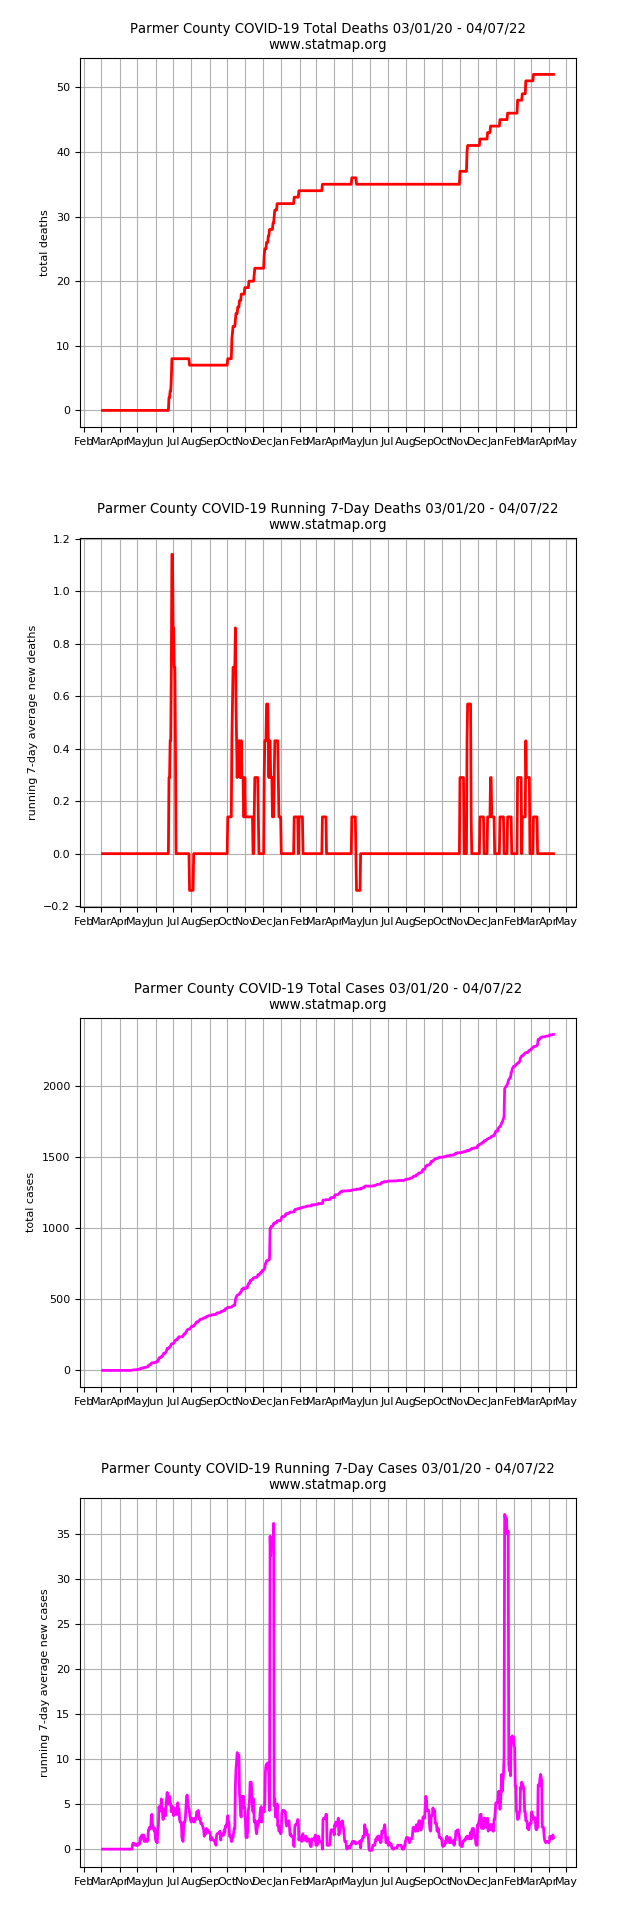 Parmer County COVID-19 Total Deaths 03/01/20 - 04/07/22
www.statmap.org
50
40
30
20
10
0
total deaths
Feb Mar Apr May Jun Jul Aug Sep Oct Nov Dec Jan Feb Mar Apr May Jun Jul Aug Sep Oct Nov Dec Jan Feb Mar Apr May
Parmer County COVID-19 Running 7-Day Deaths 03/01/20 - 04/07/22
www.statmap.org
1.2
1.0
0.8
0.6
0.4
0.2
0.0
−0.2
running 7-day average new deaths
Feb Mar Apr May Jun Jul Aug Sep Oct Nov Dec Jan Feb Mar Apr May Jun Jul Aug Sep Oct Nov Dec Jan Feb Mar Apr May
Parmer County COVID-19 Total Cases 03/01/20 - 04/07/22
www.statmap.org
2000
1500
1000
500
0
total cases
Feb Mar Apr May Jun Jul Aug Sep Oct Nov Dec Jan Feb Mar Apr May Jun Jul Aug Sep Oct Nov Dec Jan Feb Mar Apr May
Parmer County COVID-19 Running 7-Day Cases 03/01/20 - 04/07/22
www.statmap.org
35
30
25
20
15
10
5
0
running 7-day average new cases
Feb Mar Apr May Jun Jul Aug Sep Oct Nov Dec Jan Feb Mar Apr May Jun Jul Aug Sep Oct Nov Dec Jan Feb Mar Apr May